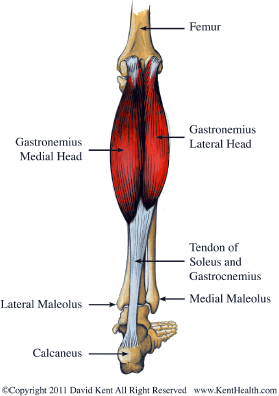 Femur
Gastronemius
Medial Head
Gastronemius
Lateral Head
Tendon of
Soleus and
Gastrocnemius
Lateral Maleolus
Medial Maleolus
Calcaneus
©Copyright 2011 David Kent All Right Reserved www.KentHealth.com